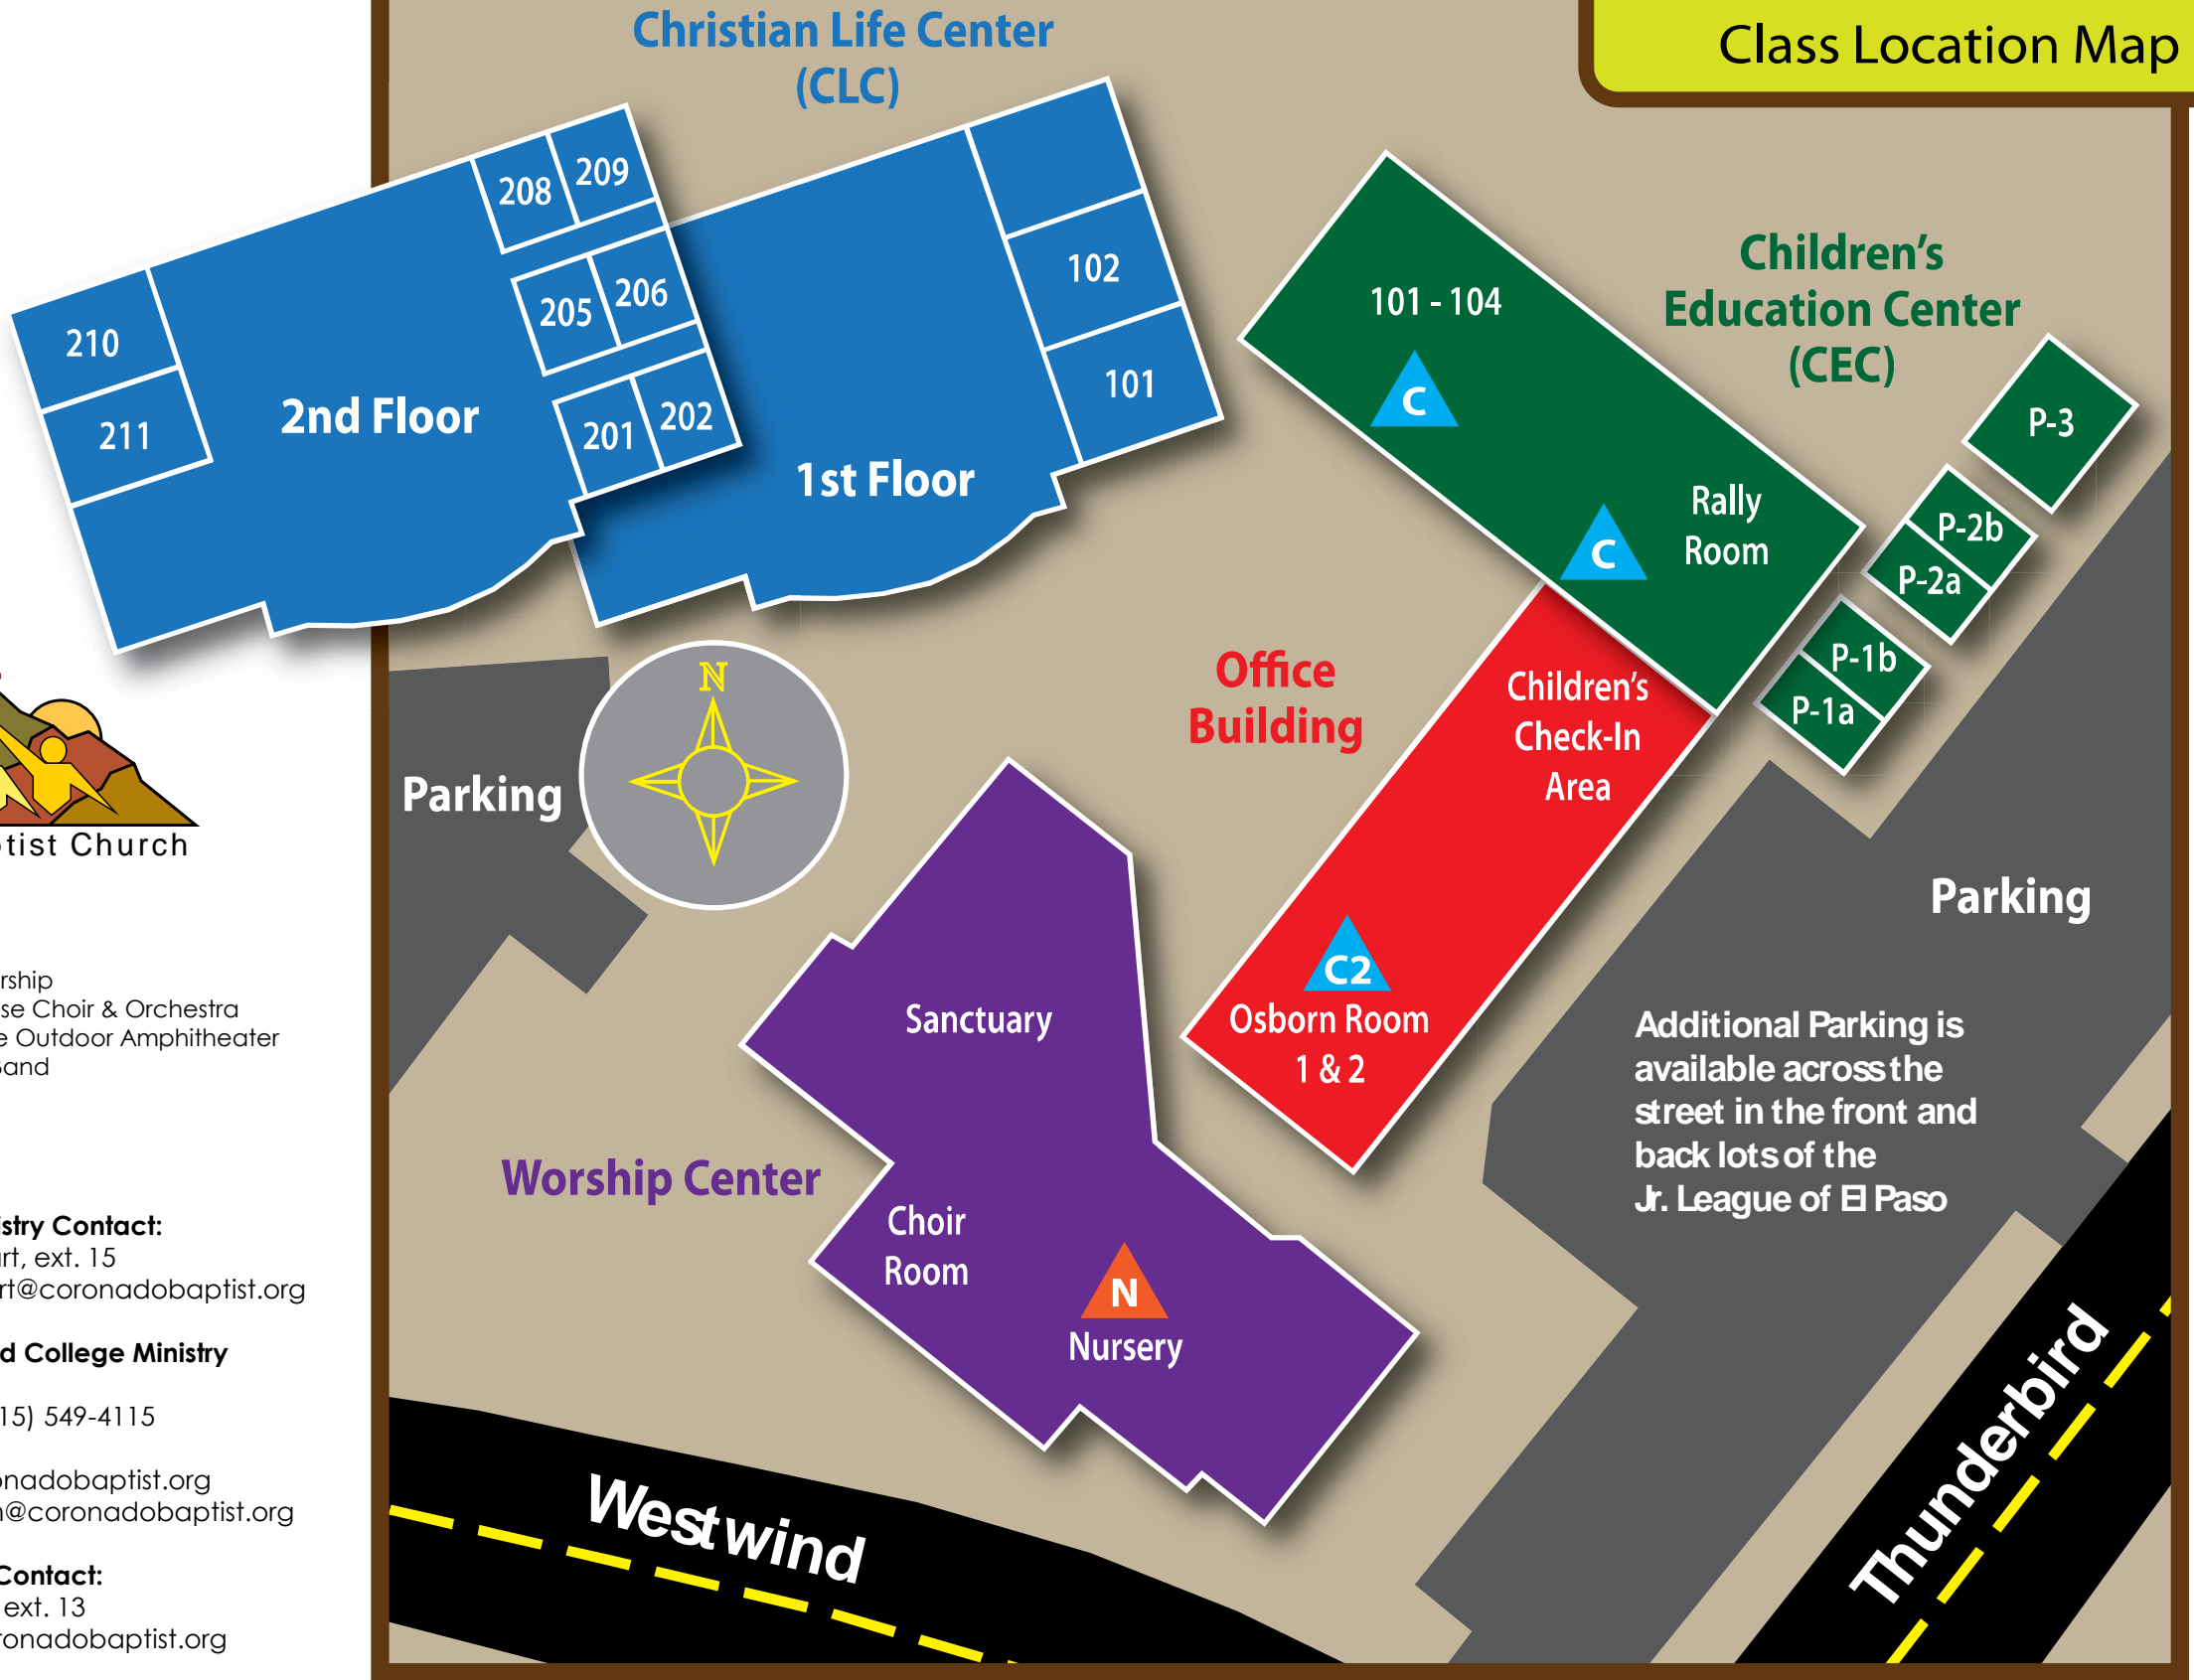 Class Location Map
Christian Life Center
(CLC)
208
209
205
206
210
211
201
202
2nd Floor
1st Floor
102
101
101 - 104
C
C
Rally
Room
Children's
Education Center
(CEC)
P-3
P-2b
P-2a
P-1b
P-1a
Office
Building
Children's
Check-In
Area
C2
Osborn Room
1 & 2
N
Parking
Parking
Additional Parking is
available across the
street in the front and
back lots of the
Jr. League of El Paso
Sanctuary
Worship Center
Choir
Room
N
Nursery
Westwind
Thunderbird
tist Church
rship
se Choir & Orchestra
e Outdoor Amphitheater
Band
istry Contact:
rt, ext. 15
rt@coronadobaptist.org
d College Ministry
15) 549-4115
onadobaptist.org
n@coronadobaptist.org
Contact:
ext. 13
ronadobaptist.org